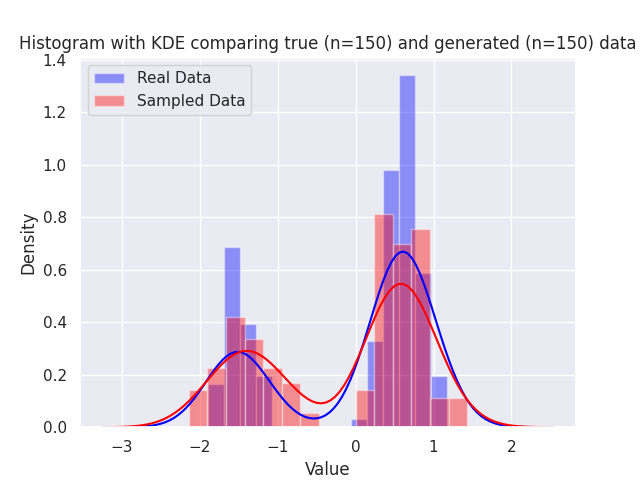 Histogram with KDE comparing true (n=150) and generated (n=150) data
Real Data
Sampled Data
Density
1.4
1.2
1.0
0.8
0.6
0.4
0.2
0.0
−3
−2
−1
0
1
2
Value